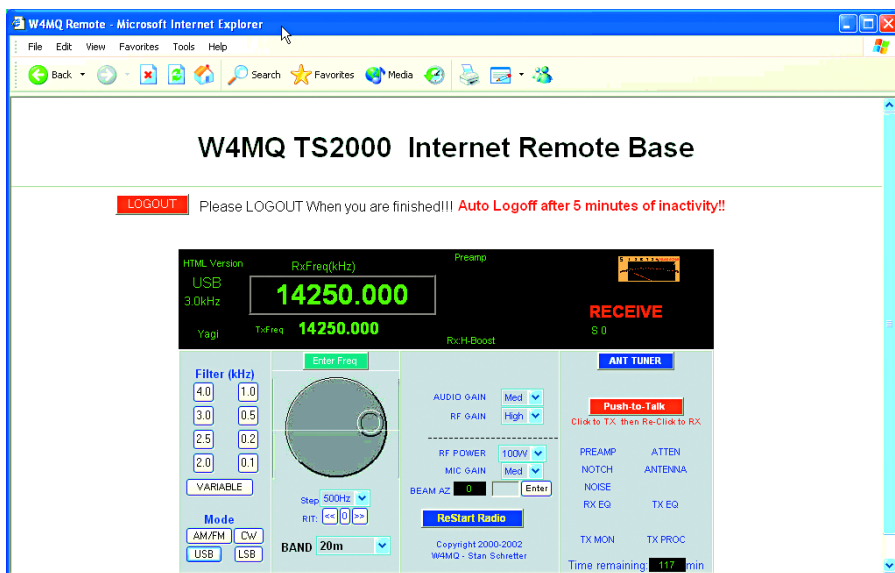 W4MQ Remote - Microsoft Internet Explorer
File Edit View Favorites Tools Help
Back Search Favorites Media
W4MQ TS2000 Internet Remote Base
LOGOUT Please LOGOUT When you are finished!!! Auto Logoff after 5 minutes of inactivity!!
HTML Version
USB
3.0kHz
Yagi
RxFreq(kHz)
14250.000
TxFreq 14250.000
Preamp
Rx:H-Boost
RECEIVE
S 0
Filter (kHz)
4.0 1.0
3.0 0.5
2.5 0.2
2.0 0.1
VARIABLE
Mode
AM/FM CW
USB LSB
Enter Freq
Step 500Hz
RIT: << 0 >>
BAND 20m
AUDIO GAIN Med
RF GAIN High
RF POWER 100W
MIC GAIN Med
BEAM AZ 0 Enter
ReStart Radio
Copyright 2000-2002
W4MQ - Stan Schretter
ANT TUNER
Push-to-Talk
Click to TX then Re-Click to RX
PREAMP ATTEN
NOTCH ANTENNA
NOISE
RX EQ TX EQ
TX MON TX PROC
Time remaining: 117 min